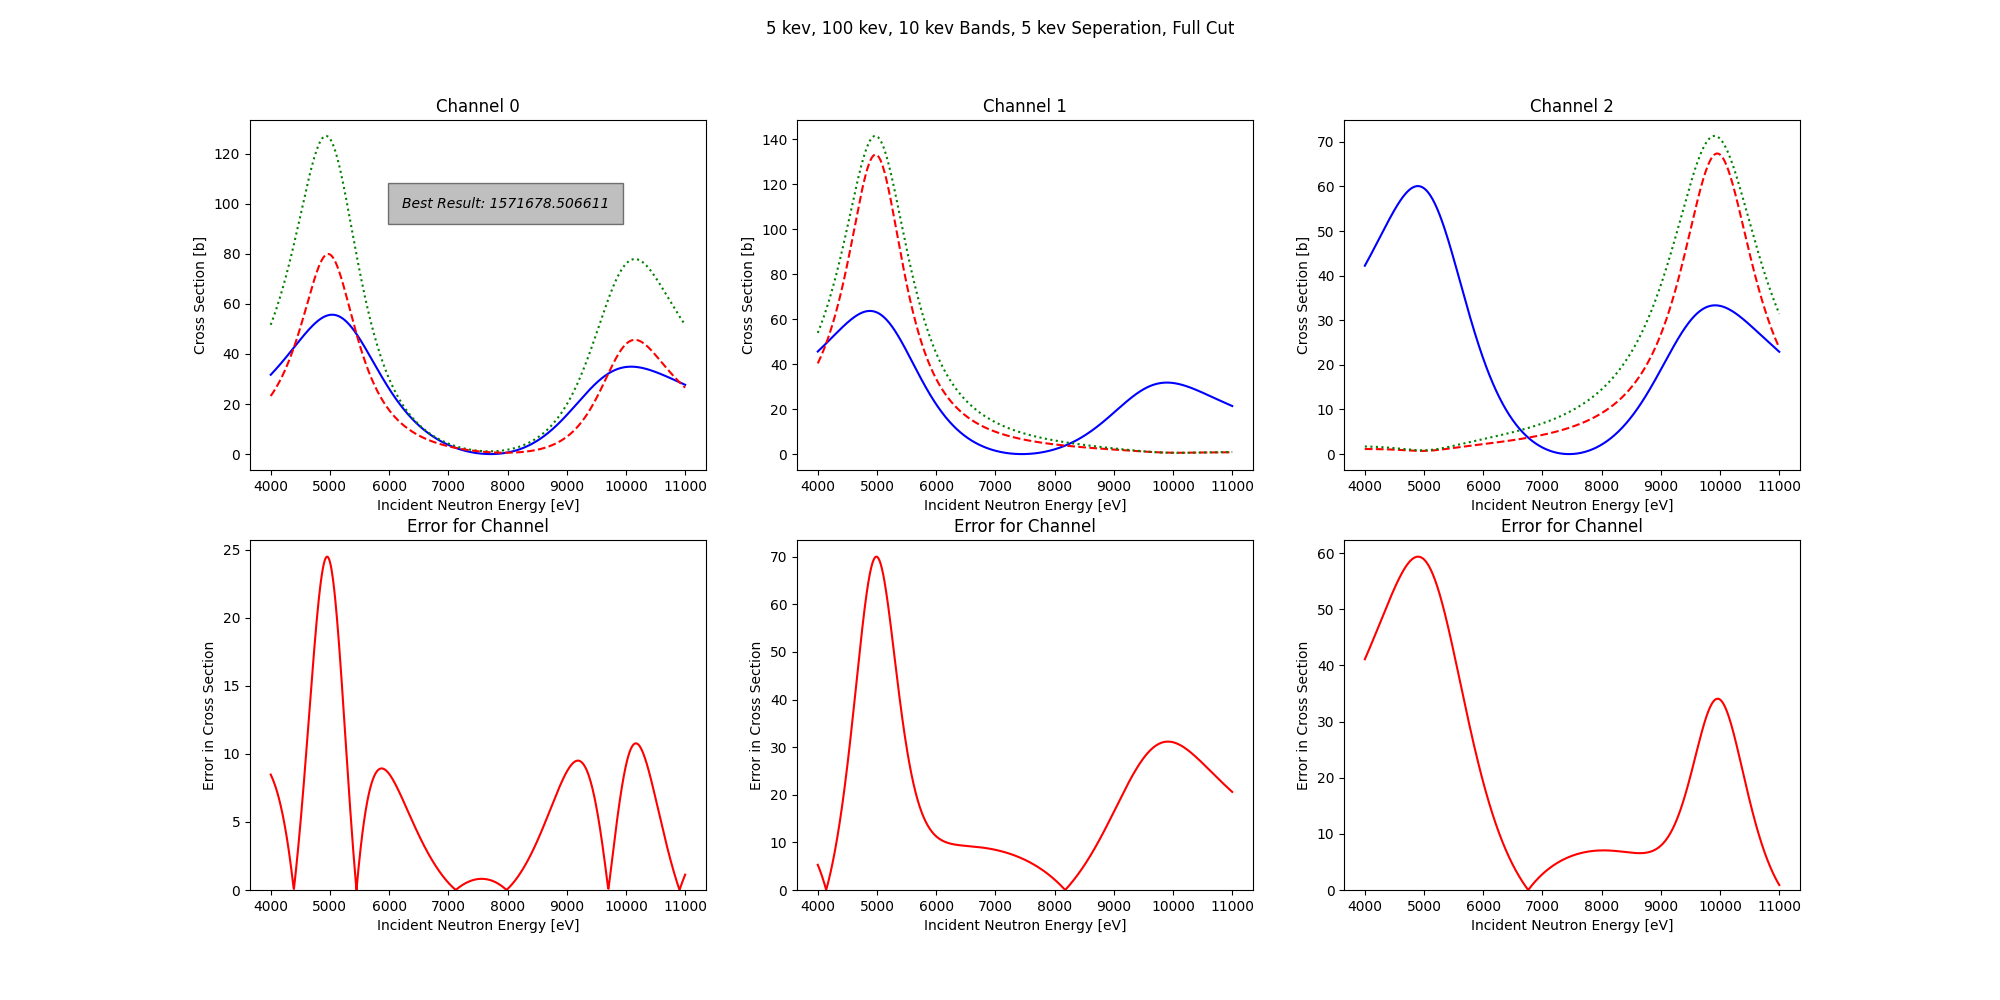 5 kev, 100 kev, 10 kev Bands, 5 kev Seperation, Full Cut
Channel 0
Cross Section [b]
120
100
80
60
40
20
0
Best Result: 1571678.506611
4000 5000 6000 7000 8000 9000 10000 11000
Incident Neutron Energy [eV]
Channel 1
Cross Section [b]
140
120
100
80
60
40
20
0
4000 5000 6000 7000 8000 9000 10000 11000
Incident Neutron Energy [eV]
Channel 2
Cross Section [b]
70
60
50
40
30
20
10
0
4000 5000 6000 7000 8000 9000 10000 11000
Incident Neutron Energy [eV]
Error for Channel
Error in Cross Section
25
20
15
10
5
0
4000 5000 6000 7000 8000 9000 10000 11000
Incident Neutron Energy [eV]
Error for Channel
Error in Cross Section
70
60
50
40
30
20
10
0
4000 5000 6000 7000 8000 9000 10000 11000
Incident Neutron Energy [eV]
Error for Channel
Error in Cross Section
60
50
40
30
20
10
0
4000 5000 6000 7000 8000 9000 10000 11000
Incident Neutron Energy [eV]